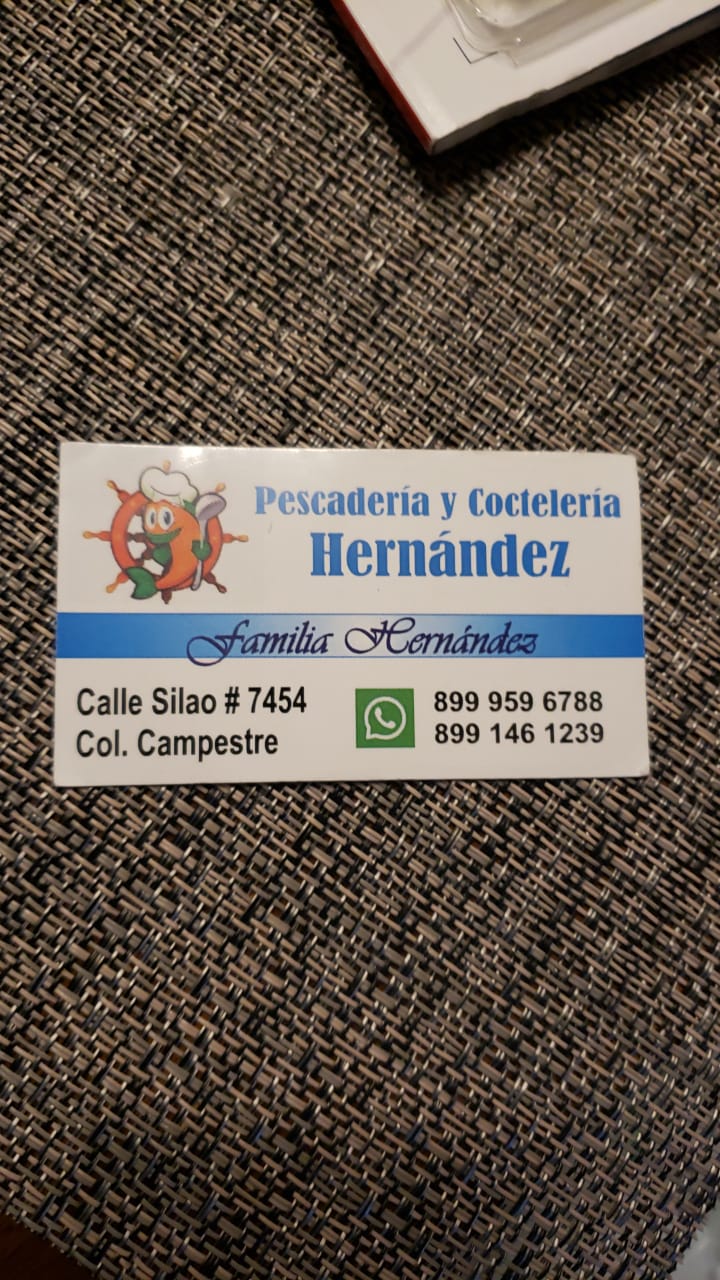 Pescadería y Coctelería
Hernández
Familia Hernández
Calle Silao # 7454
Col. Campestre
899 959 6788
899 146 1239